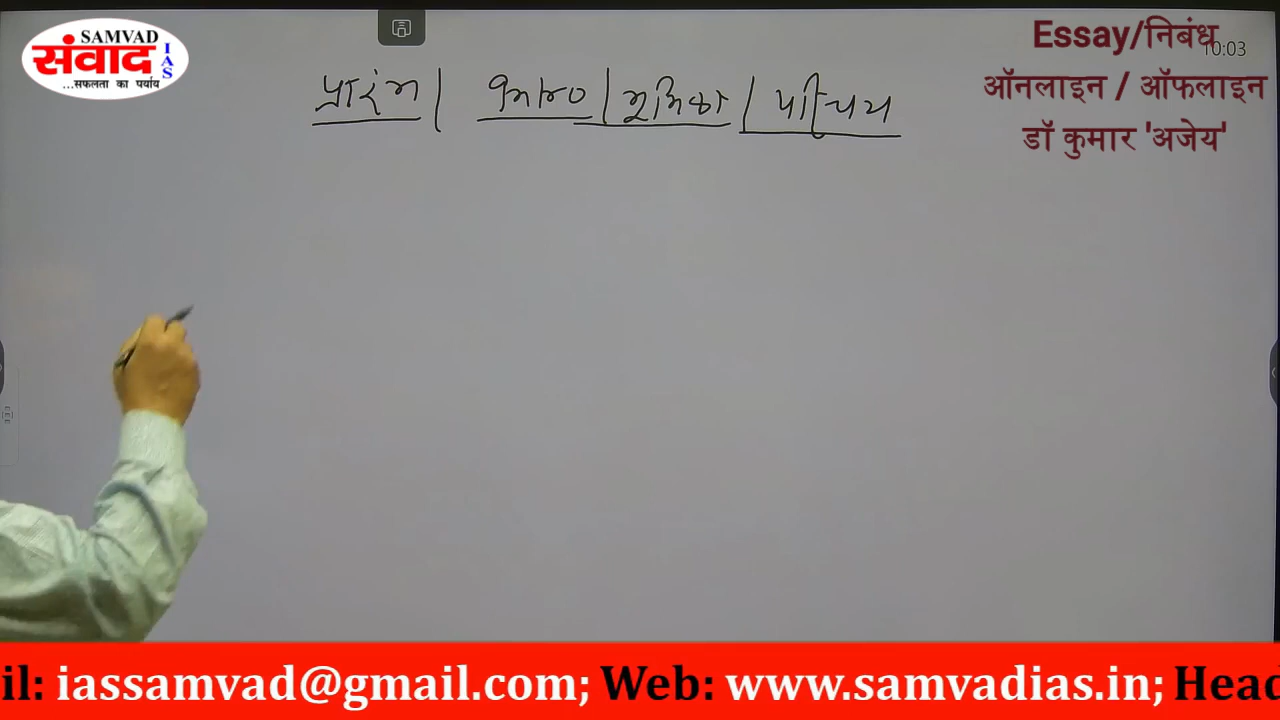 SAMVAD
संवाद
IAS
...सफलता का पर्याय
Essay/निबंध
10:03
ऑनलाइन / ऑफलाइन
डॉ कुमार 'अजेय'
प्रारंभ | | भूमिका | परिचय
il: iassamvad@gmail.com; Web: www.samvadias.in; Head